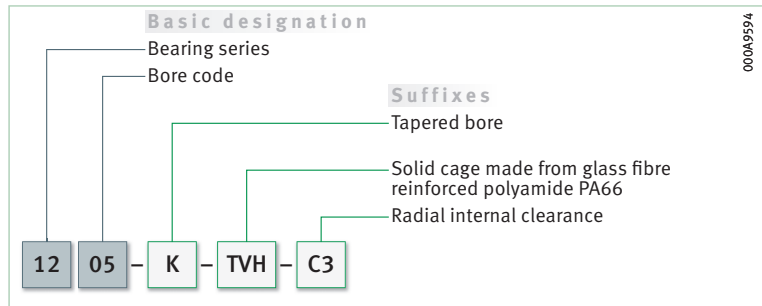 Basic designation
Bearing series
Bore code
Suffixes
Tapered bore
Solid cage made from glass fibre
reinforced polyamide PA66
Radial internal clearance
12 05 – K – TVH – C3
000A9594